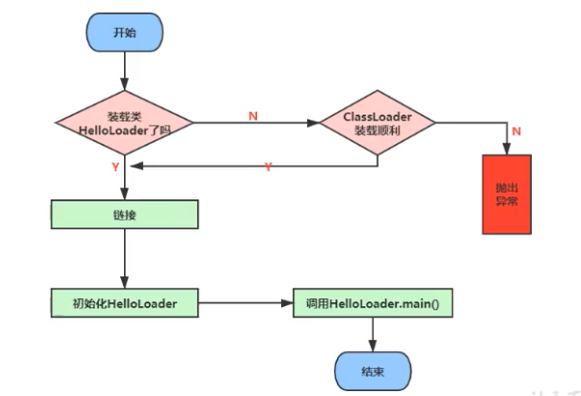 开始
装载类
HelloLoader了吗
N
ClassLoader
装载顺利
N
Y
Y
抛出
异常
链接
初始化HelloLoader
调用HelloLoader.main()
结束